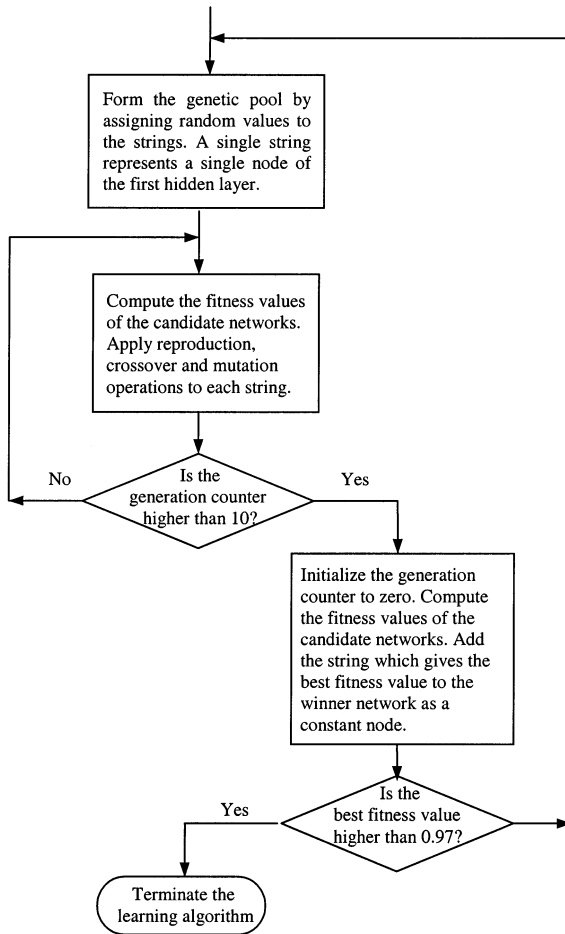 Form the genetic pool by
assigning random values to
the strings. A single string
represents a single node of
the first hidden layer.
Compute the fitness values
of the candidate networks.
Apply reproduction,
crossover and mutation
operations to each string.
No
Is the
generation counter
higher than 10?
Yes
Initialize the generation
counter to zero. Compute
the fitness values of the
candidate networks. Add
the string which gives the
best fitness value to the
winner network as a
constant node.
Yes
Is the
best fitness value
higher than 0.97?
Terminate the
learning algorithm